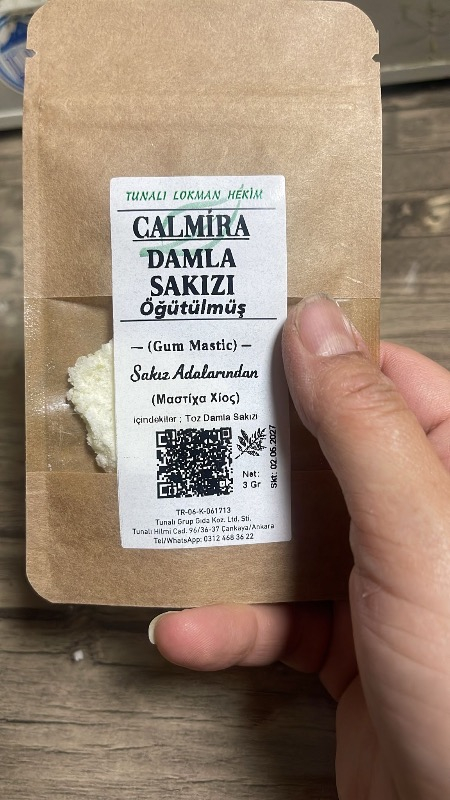 TUNALI LOKMAN HEKİM
CALMİRA
DAMLA
SAKIZI
Öğütülmüş
— (Gum Mastic) —
Sakız Adalarından
(Μαστίχα Χίος)
içindekiler ; Toz Damla Sakızı
Net:
3 Gr
Skt: 02.06.2027
TR-06-K-061713
Tunalı Grup Gıda Koz. Ltd. Sti.
Tunalı Hilmi Cad. 96/36-37 Çankaya/Ankara
Tel/WhatsApp: 0312 468 36 22